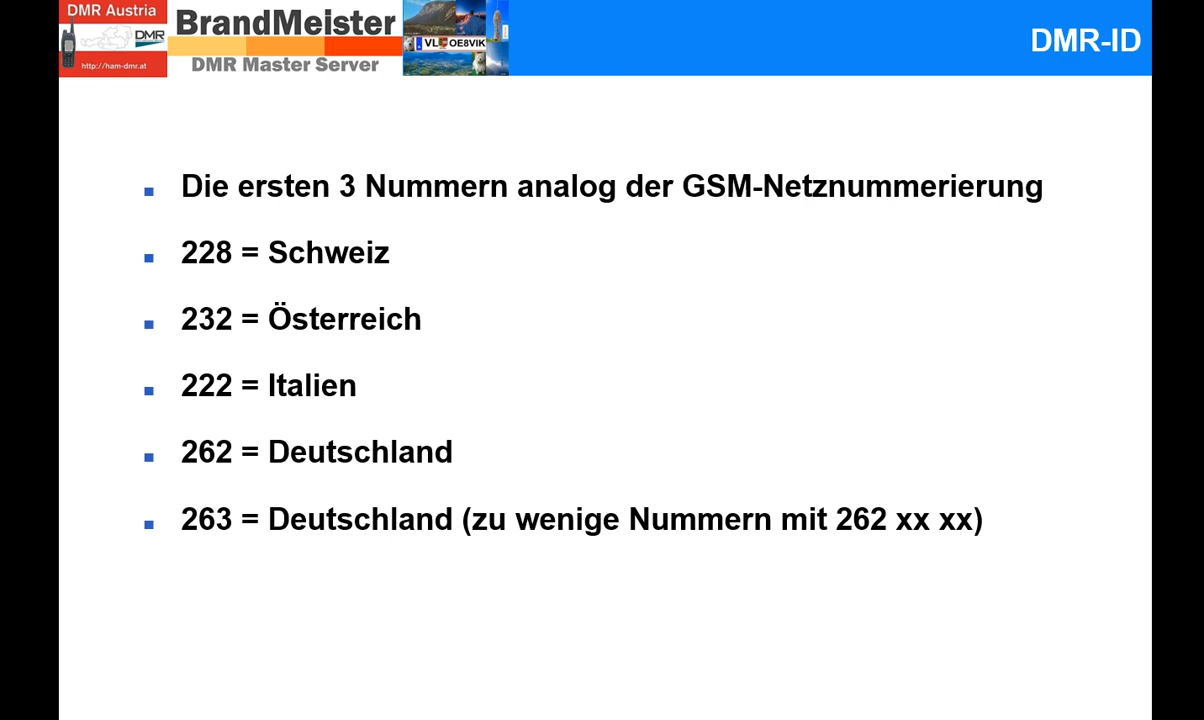 DMR Austria
DMR
http://ham-dmr.at
BrandMeister
DMR Master Server
VL OE8VIK
DMR-ID
Die ersten 3 Nummern analog der GSM-Netznummerierung
228 = Schweiz
232 = Österreich
222 = Italien
262 = Deutschland
263 = Deutschland (zu wenige Nummern mit 262 xx xx)